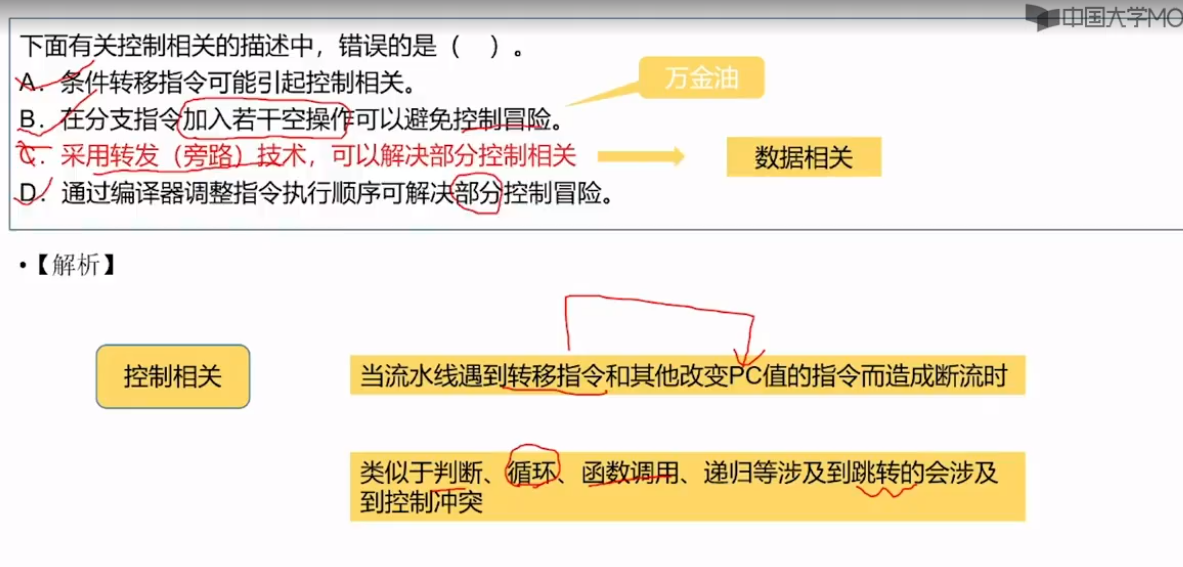 中国大学MO
下面有关控制相关的描述中，错误的是（ ）。
A. 条件转移指令可能引起控制相关。
万金油
B. 在分支指令加入若干空操作可以避免控制冒险。
C. 采用转发（旁路）技术，可以解决部分控制相关
数据相关
D. 通过编译器调整指令执行顺序可解决部分控制冒险。
•【解析】
控制相关
当流水线遇到转移指令和其他改变PC值的指令而造成断流时
类似于判断、循环、函数调用、递归等涉及到跳转的会涉及
到控制冲突